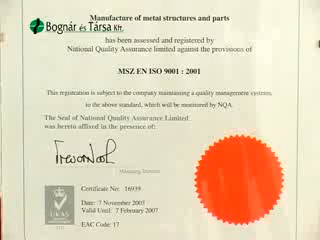 Manufacture of metal structures and parts
Bognár és Társa Kft.
has been assessed and registered by
National Quality Assurance limited against the provisions of
MSZ EN ISO 9001 : 2001
This registration is subject to the company maintaining a quality management systems,
to the above standard, which will be monitored by NQA.
The Seal of National Quality Assurance Limited
was hereto affixed in the presence of:
Managing Director
Certificate No: 16939
Date: 7 November 2003
Valid Until: 7 February 2007
EAC Code: 17
UKAS